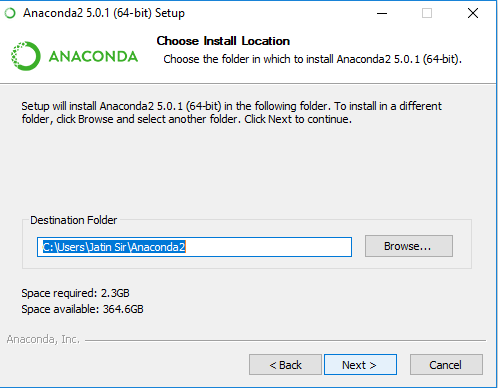 Anaconda2 5.0.1 (64-bit) Setup
ANACONDA
Choose Install Location
Choose the folder in which to install Anaconda2 5.0.1 (64-bit).
Setup will install Anaconda2 5.0.1 (64-bit) in the following folder. To install in a different
folder, click Browse and select another folder. Click Next to continue.
Destination Folder
C:\Users\Jatin Sir\Anaconda2
Browse...
Space required: 2.3GB
Space available: 364.6GB
Anaconda, Inc.
< Back
Next >
Cancel